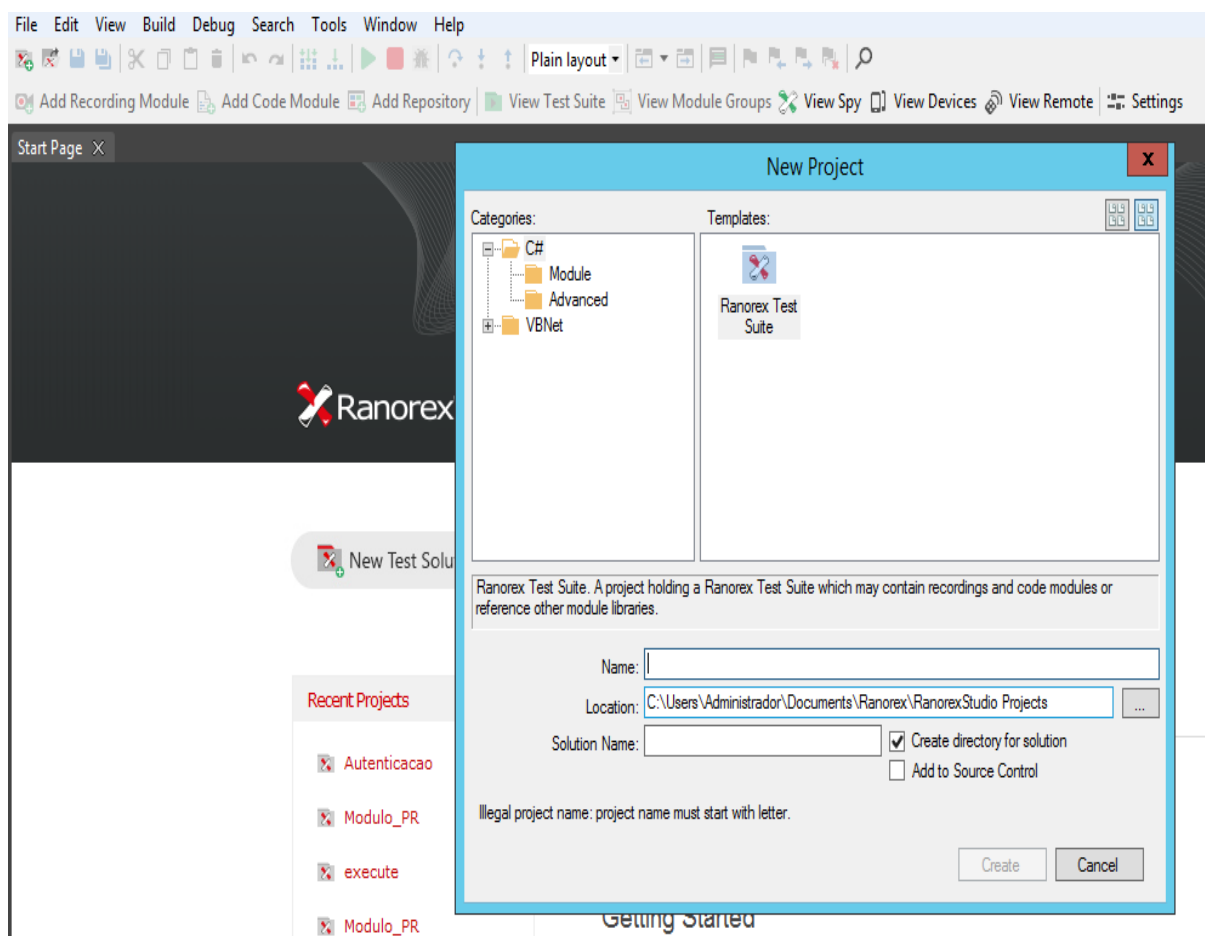 File Edit View Build Debug Search Tools Window Help
Plain layout
Add Recording Module Add Code Module Add Repository View Test Suite View Module Groups View Spy View Devices View Remote Settings
Start Page
New Project
X
Categories:
Templates:
C#
Module
Advanced
VBNet
Ranorex Test
Suite
Ranorex
New Test Solu
Ranorex Test Suite. A project holding a Ranorex Test Suite which may contain recordings and code modules or
reference other module libraries.
Name:
Location: C:\Users\Administrador\Documents\Ranorex\RanorexStudio Projects ...
Solution Name:
Create directory for solution
Add to Source Control
Illegal project name: project name must start with letter.
Create Cancel
Recent Projects
Autenticacao
Modulo_PR
execute
Modulo_PR
Getting Started